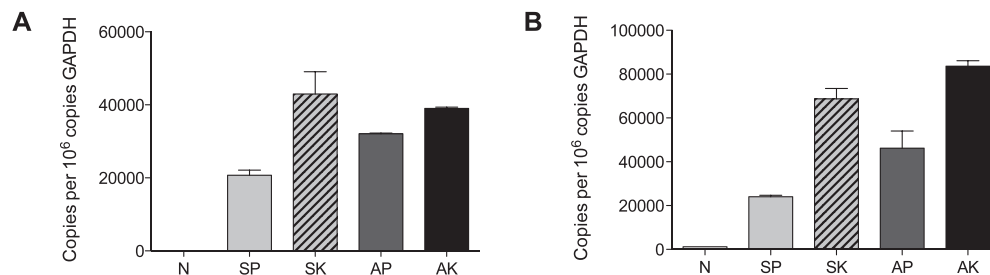 A
Copies per 10⁶ copies GAPDH
60000
40000
20000
0
N SP SK AP AK
B
Copies per 10⁶ copies GAPDH
100000
80000
60000
40000
20000
0
N SP SK AP AK